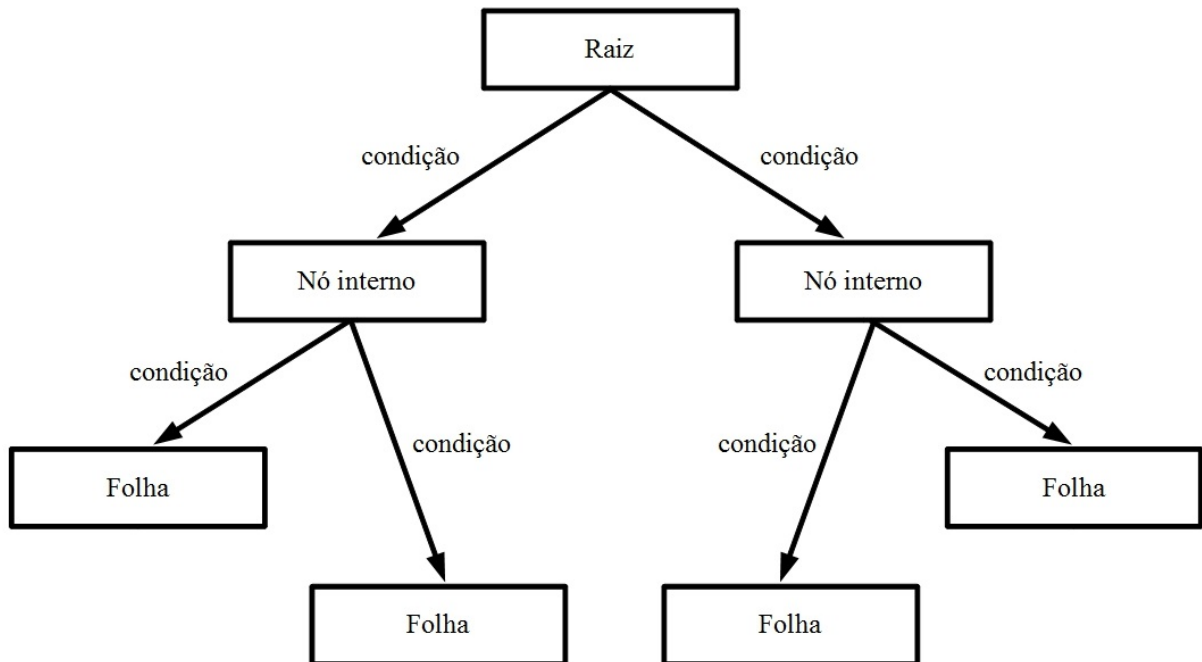 Raiz
condição
condição
Nó interno
Nó interno
condição
condição
condição
condição
Folha
Folha
Folha
Folha